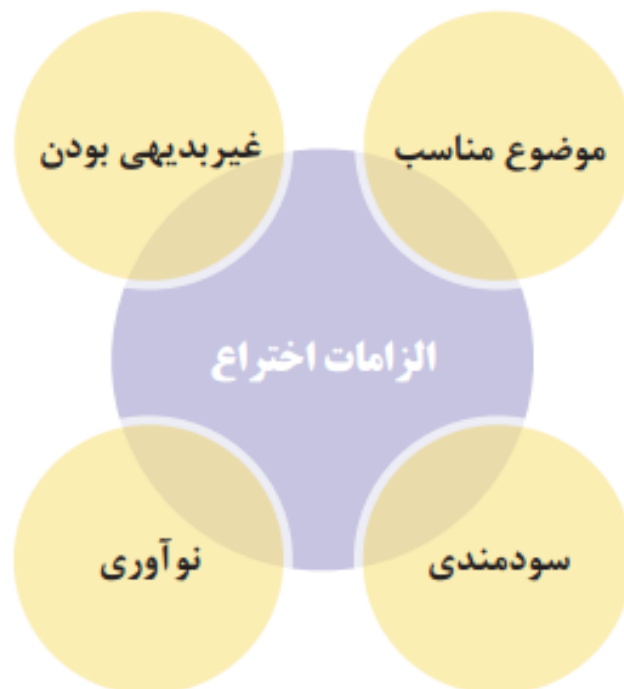 موضوع مناسب
غیربدیهی بودن
الزامات اختراع
سودمندی
نوآوری